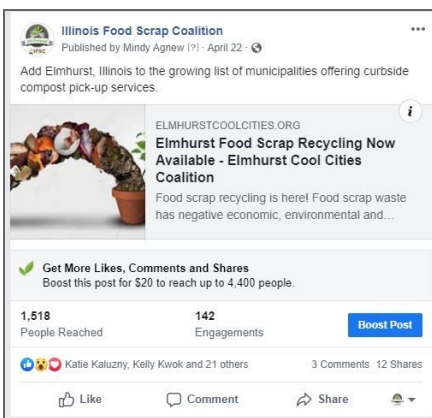 Illinois Food Scrap Coalition
Published by Mindy Agnew [?] · April 22 ·
Add Elmhurst, Illinois to the growing list of municipalities offering curbside
compost pick-up services.
ELMHURSTCOOLCITIES.ORG
Elmhurst Food Scrap Recycling Now
Available - Elmhurst Cool Cities
Coalition
Food scrap recycling is here! Food scrap waste
has negative economic, environmental and...
Get More Likes, Comments and Shares
Boost this post for $20 to reach up to 4,400 people.
1,518
People Reached
142
Engagements
Boost Post
Katie Kaluzny, Kelly Kwok and 21 others
3 Comments 12 Shares
Like
Comment
Share